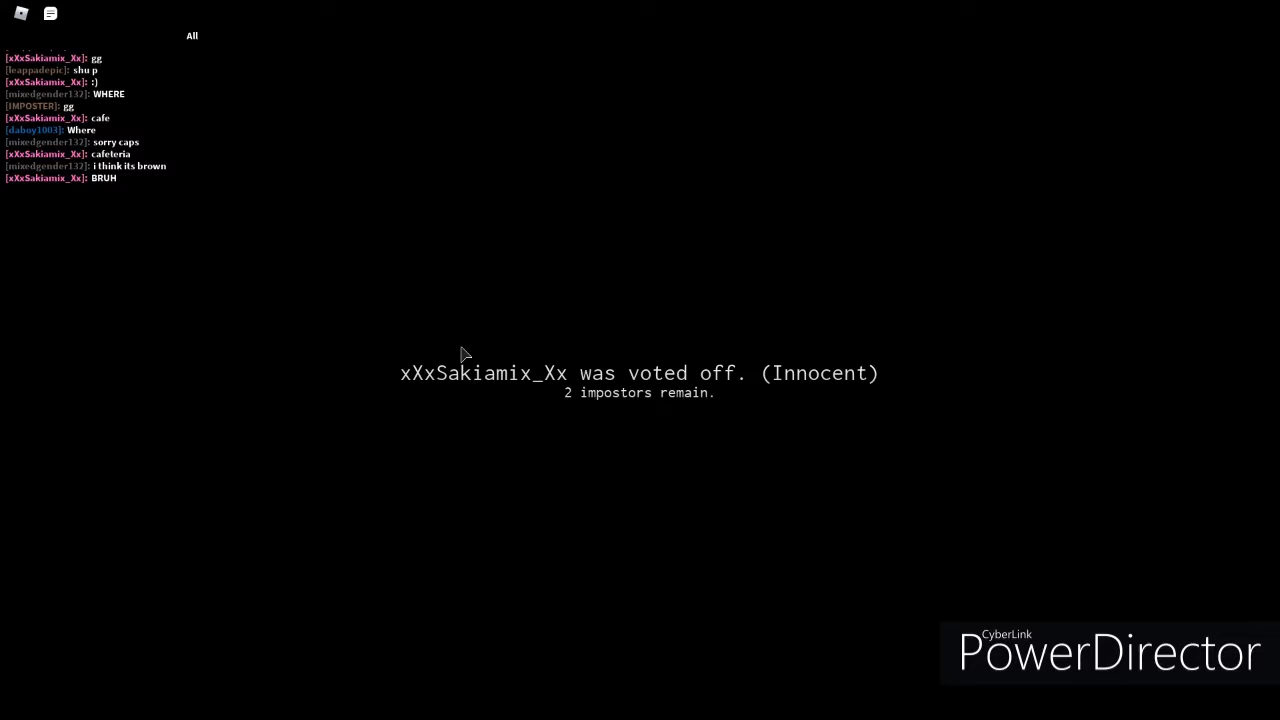 All
[xXxSakiamix_Xx]: gg
[leappadepic]: shu p
[xXxSakiamix_Xx]: :)
[mixedgender132]: WHERE
[IMPOSTER]: gg
[xXxSakiamix_Xx]: cafe
[daboy1003]: Where
[mixedgender132]: sorry caps
[xXxSakiamix_Xx]: cafeteria
[mixedgender132]: i think its brown
[xXxSakiamix_Xx]: BRUH
xXxSakiamix_Xx was voted off. (Innocent)
2 impostors remain.
CyberLink
PowerDirector